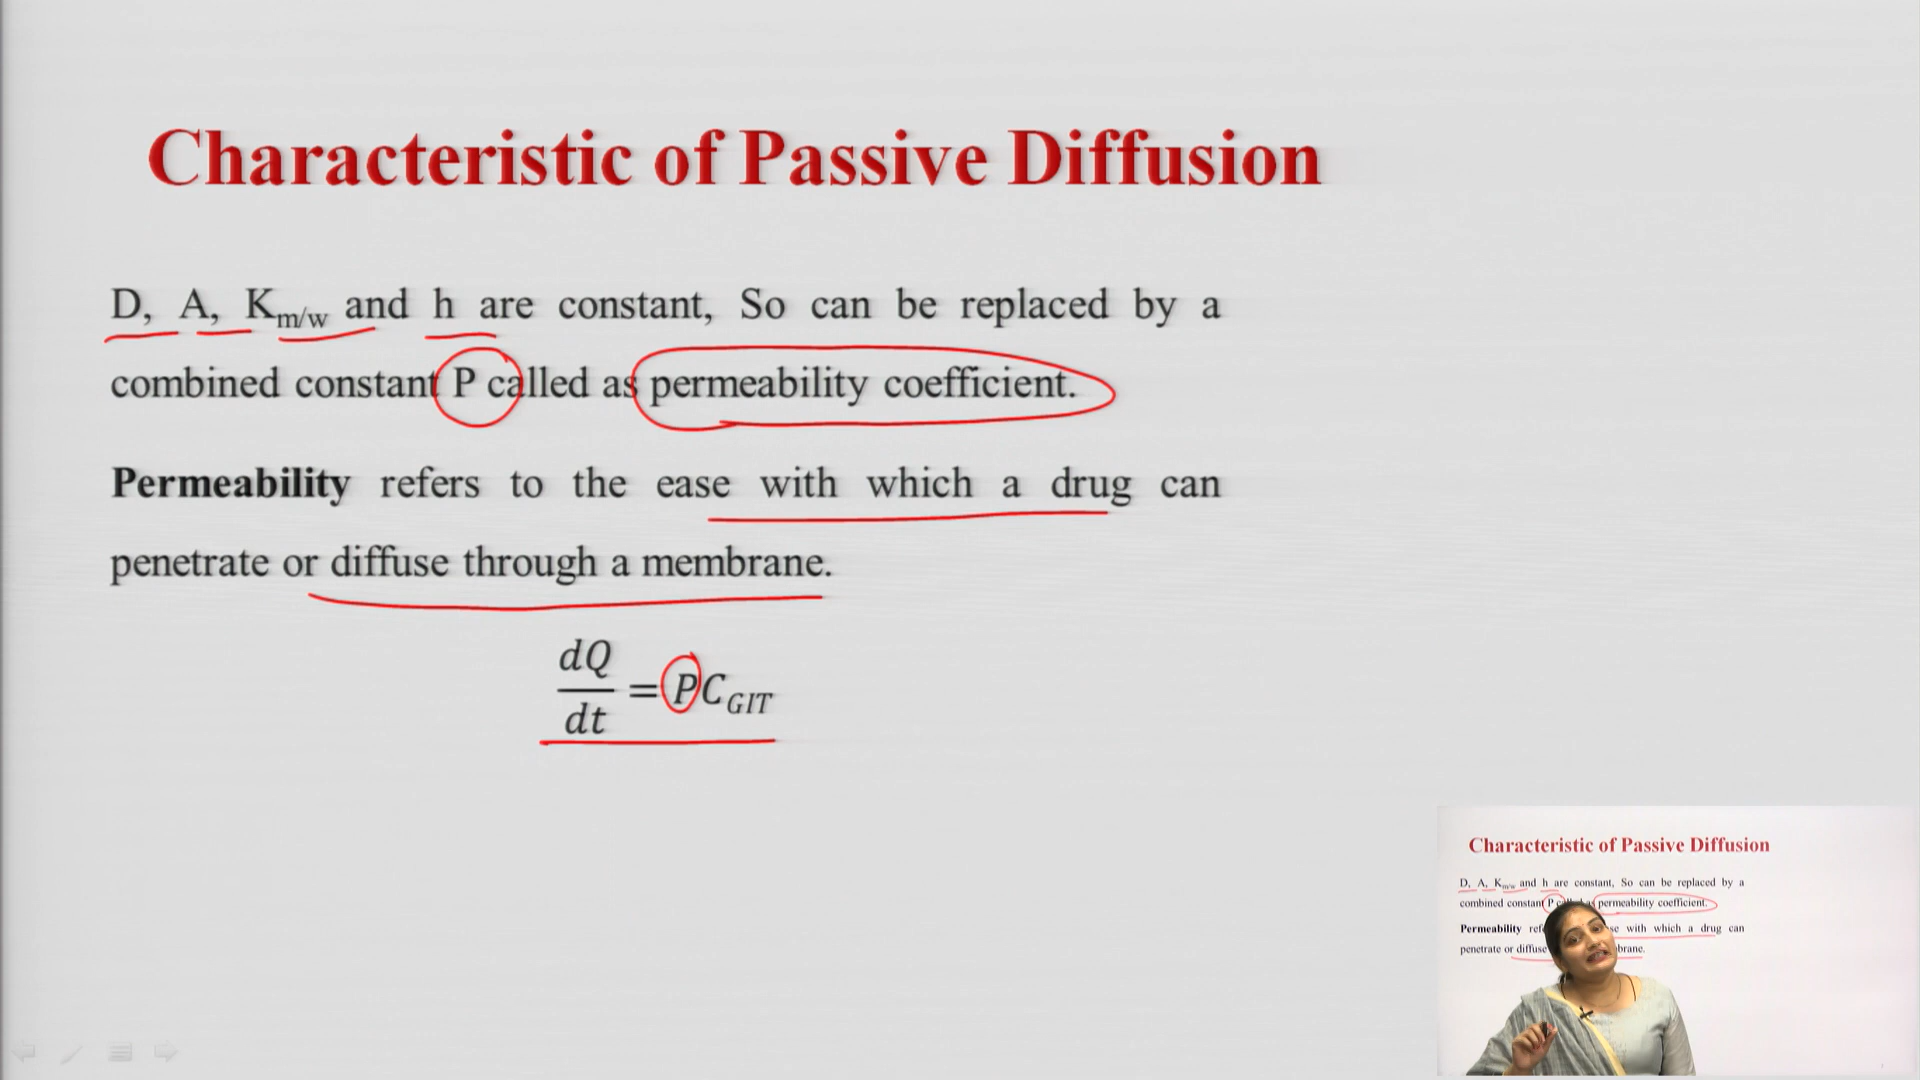 Characteristic of Passive Diffusion
D, A, Km/w and h are constant, So can be replaced by a
combined constant P called as permeability coefficient.
Permeability refers to the ease with which a drug can
penetrate or diffuse through a membrane.
dQ/dt = PC_GIT
Characteristic of Passive Diffusion
D, A, Km/w and h are constant, So can be replaced by a
combined constant P permeability coefficient.
Permeability with which a drug can
penetrate or diffuse